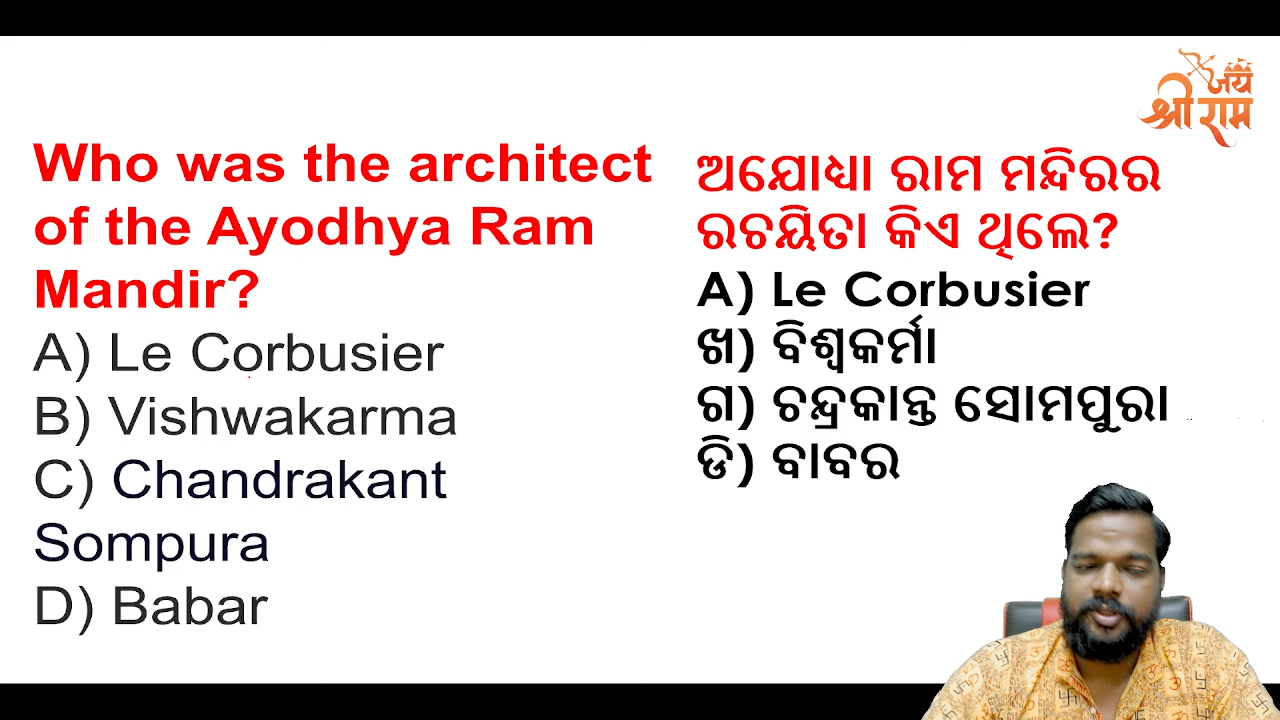 Who was the architect
of the Ayodhya Ram
Mandir?
A) Le Corbusier
B) Vishwakarma
C) Chandrakant
Sompura
D) Babar
जय
श्री राम
ଅଯୋଧ୍ୟା ରାମ ମନ୍ଦିରର
ରଚୟିତା କିଏ ଥିଲେ?
A) Le Corbusier
ଖ) ବିଶ୍ୱକର୍ମା
ଗ) ଚନ୍ଦ୍ରକାନ୍ତ ସୋମପୁରା
ଡି) ବାବର